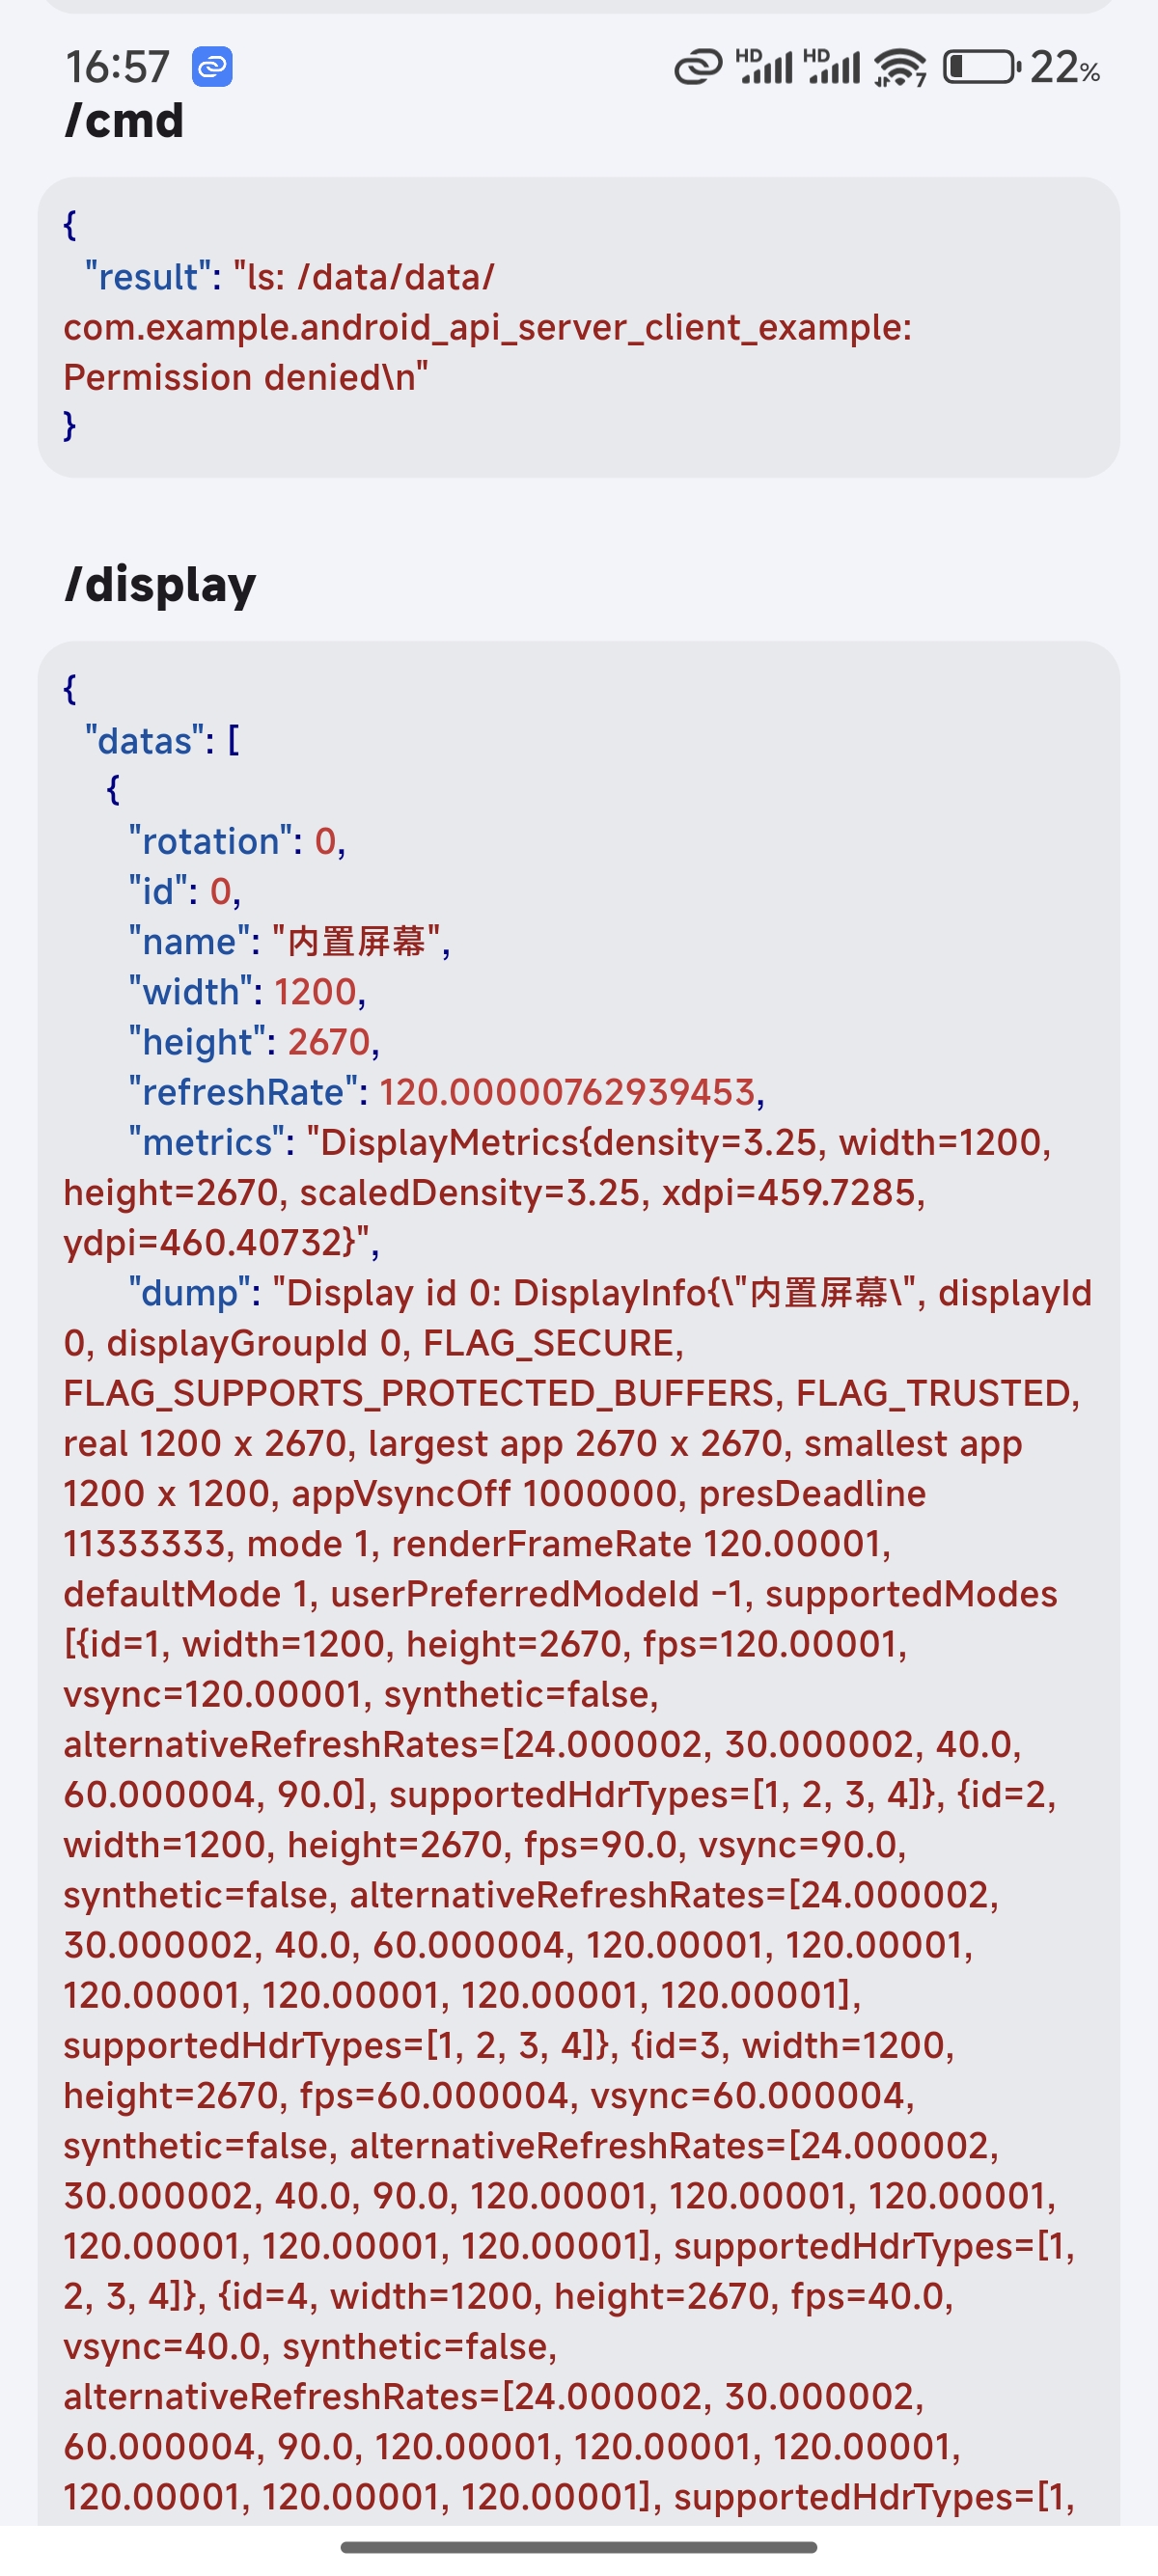 16:57 HD HD 7 22%
/cmd
{
"result": "ls: /data/data/
com.example.android_api_server_client_example:
Permission denied\n"
}
/display
{
"datas": [
{
"rotation": 0,
"id": 0,
"name": "内置屏幕",
"width": 1200,
"height": 2670,
"refreshRate": 120.00000762939453,
"metrics": "DisplayMetrics{density=3.25, width=1200,
height=2670, scaledDensity=3.25, xdpi=459.7285,
ydpi=460.40732}",
"dump": "Display id 0: DisplayInfo{\"内置屏幕\", displayId
0, displayGroupId 0, FLAG_SECURE,
FLAG_SUPPORTS_PROTECTED_BUFFERS, FLAG_TRUSTED,
real 1200 x 2670, largest app 2670 x 2670, smallest app
1200 x 1200, appVsyncOff 1000000, presDeadline
11333333, mode 1, renderFrameRate 120.00001,
defaultMode 1, userPreferredModeId -1, supportedModes
[{id=1, width=1200, height=2670, fps=120.00001,
vsync=120.00001, synthetic=false,
alternativeRefreshRates=[24.000002, 30.000002, 40.0,
60.000004, 90.0], supportedHdrTypes=[1, 2, 3, 4]}, {id=2,
width=1200, height=2670, fps=90.0, vsync=90.0,
synthetic=false, alternativeRefreshRates=[24.000002,
30.000002, 40.0, 60.000004, 120.00001, 120.00001,
120.00001, 120.00001, 120.00001, 120.00001],
supportedHdrTypes=[1, 2, 3, 4]}, {id=3, width=1200,
height=2670, fps=60.000004, vsync=60.000004,
synthetic=false, alternativeRefreshRates=[24.000002,
30.000002, 40.0, 90.0, 120.00001, 120.00001, 120.00001,
120.00001, 120.00001, 120.00001], supportedHdrTypes=[1,
2, 3, 4]}, {id=4, width=1200, height=2670, fps=40.0,
vsync=40.0, synthetic=false,
alternativeRefreshRates=[24.000002, 30.000002,
60.000004, 90.0, 120.00001, 120.00001, 120.00001,
120.00001, 120.00001, 120.00001], supportedHdrTypes=[1,